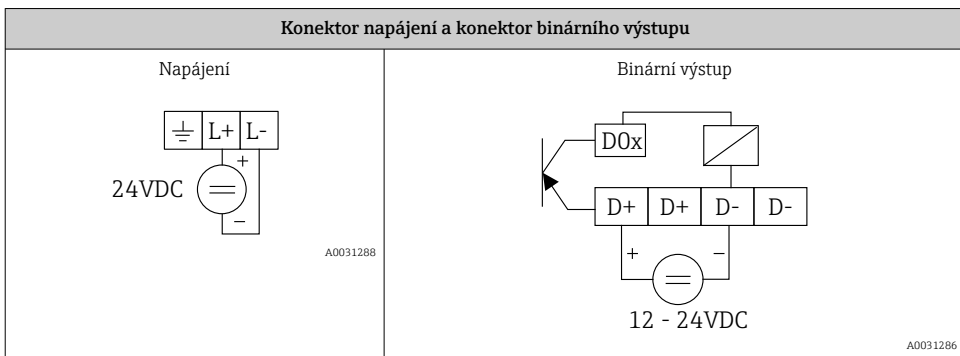 Konektor napájení a konektor binárního výstupu
Napájení
L+ L-
+
24VDC
–
A0031288
Binární výstup
D0x
D+ D+ D- D-
+ –
12 - 24VDC
A0031286